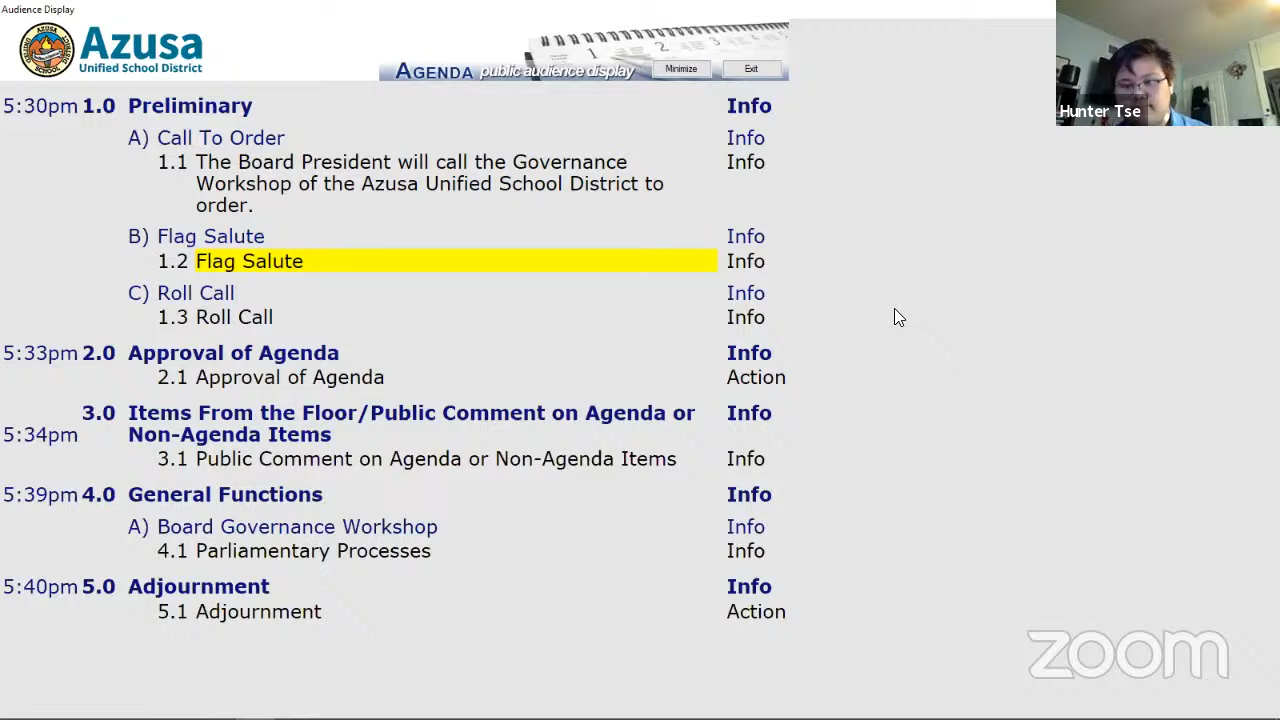 Audience Display
Azusa
Unified School District
AGENDA public audience display
Minimize
Exit
Hunter Tse
5:30pm 1.0 Preliminary Info
A) Call To Order Info
1.1 The Board President will call the Governance Info
Workshop of the Azusa Unified School District to
order.
B) Flag Salute Info
1.2 Flag Salute Info
C) Roll Call Info
1.3 Roll Call Info
5:33pm 2.0 Approval of Agenda Info
2.1 Approval of Agenda Action
3.0 Items From the Floor/Public Comment on Agenda or Info
5:34pm Non-Agenda Items
3.1 Public Comment on Agenda or Non-Agenda Items Info
5:39pm 4.0 General Functions Info
A) Board Governance Workshop Info
4.1 Parliamentary Processes Info
5:40pm 5.0 Adjournment Info
5.1 Adjournment Action
zoom